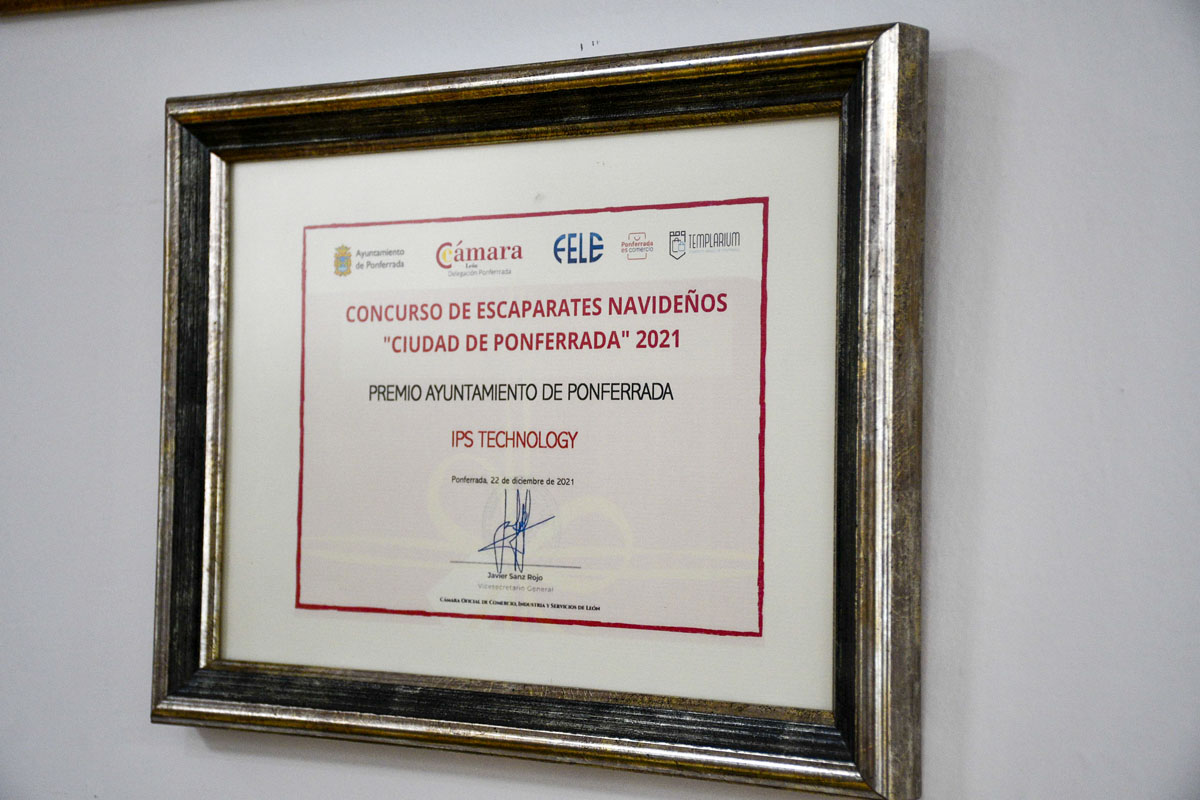 Ayuntamiento
de Ponferrada
Cámara
León
Delegación Ponferrada
FELE
Ponferrada
es comercio
TEMPLARIUM
CONCURSO DE ESCAPARATES NAVIDEÑOS
"CIUDAD DE PONFERRADA" 2021
PREMIO AYUNTAMIENTO DE PONFERRADA
IPS TECHNOLOGY
Ponferrada, 22 de diciembre de 2021
Javier Sanz Rojo
Vicesecretario General
Cámara Oficial de Comercio, Industria y Servicios de León